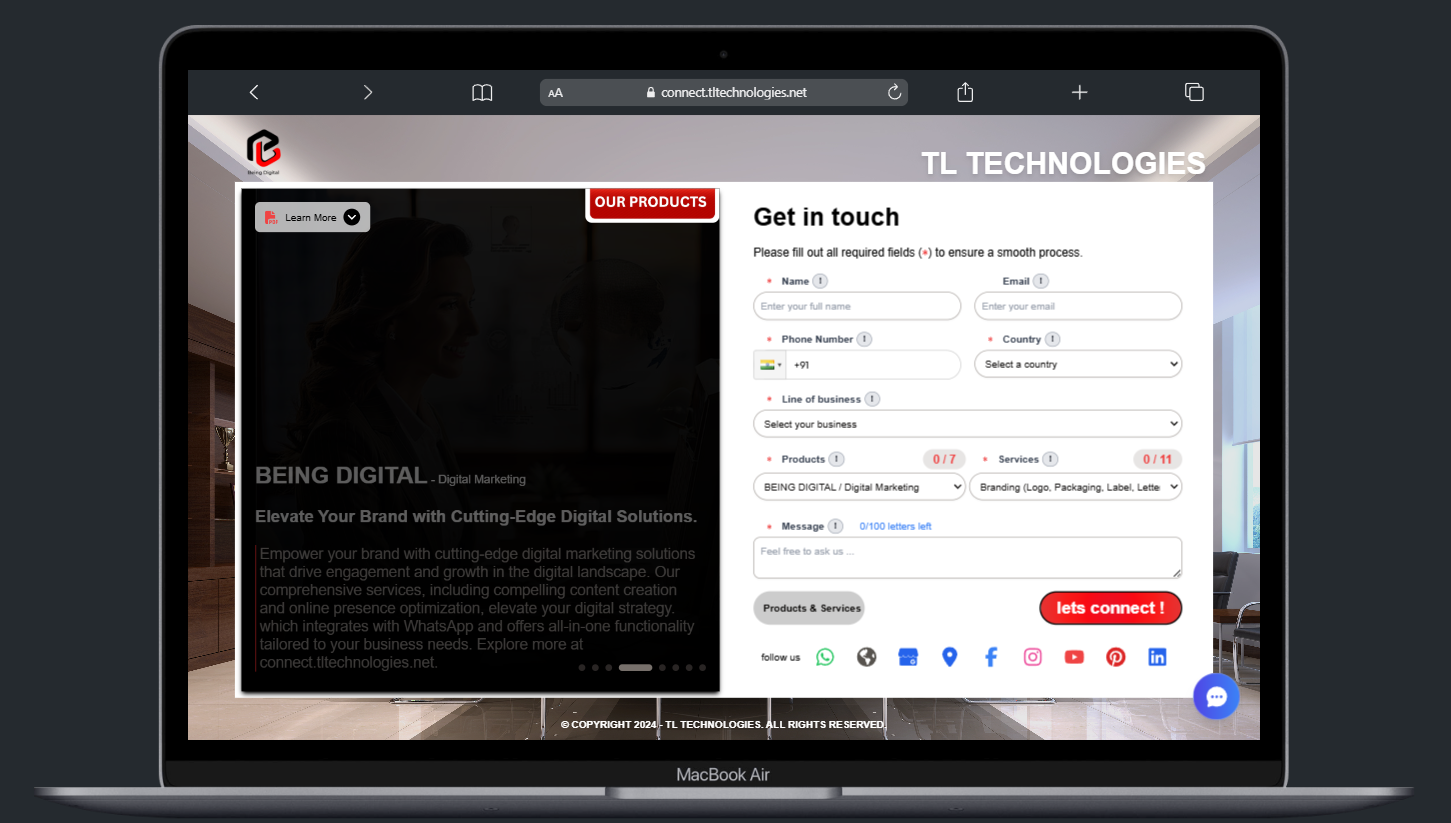 AA
connect.tltechnologies.net
Being Digital
TL TECHNOLOGIES
PDF
Learn More
OUR PRODUCTS
BEING DIGITAL - Digital Marketing
Elevate Your Brand with Cutting-Edge Digital Solutions.
Empower your brand with cutting-edge digital marketing solutions
that drive engagement and growth in the digital landscape. Our
comprehensive services, including compelling content creation
and online presence optimization, elevate your digital strategy.
which integrates with WhatsApp and offers all-in-one functionality
tailored to your business needs. Explore more at
connect.tltechnologies.net.
Get in touch
Please fill out all required fields (*) to ensure a smooth process.
* Name ! Email !
Enter your full name Enter your email
* Phone Number ! * Country !
+91 Select a country
* Line of business !
Select your business
* Products ! 0 / 7 * Services ! 0 / 11
BEING DIGITAL / Digital Marketing Branding (Logo, Packaging, Label, Lette
* Message ! 0/100 letters left
Feel free to ask us ...
Products & Services lets connect !
follow us
© COPYRIGHT 2024 - TL TECHNOLOGIES. ALL RIGHTS RESERVED.
MacBook Air